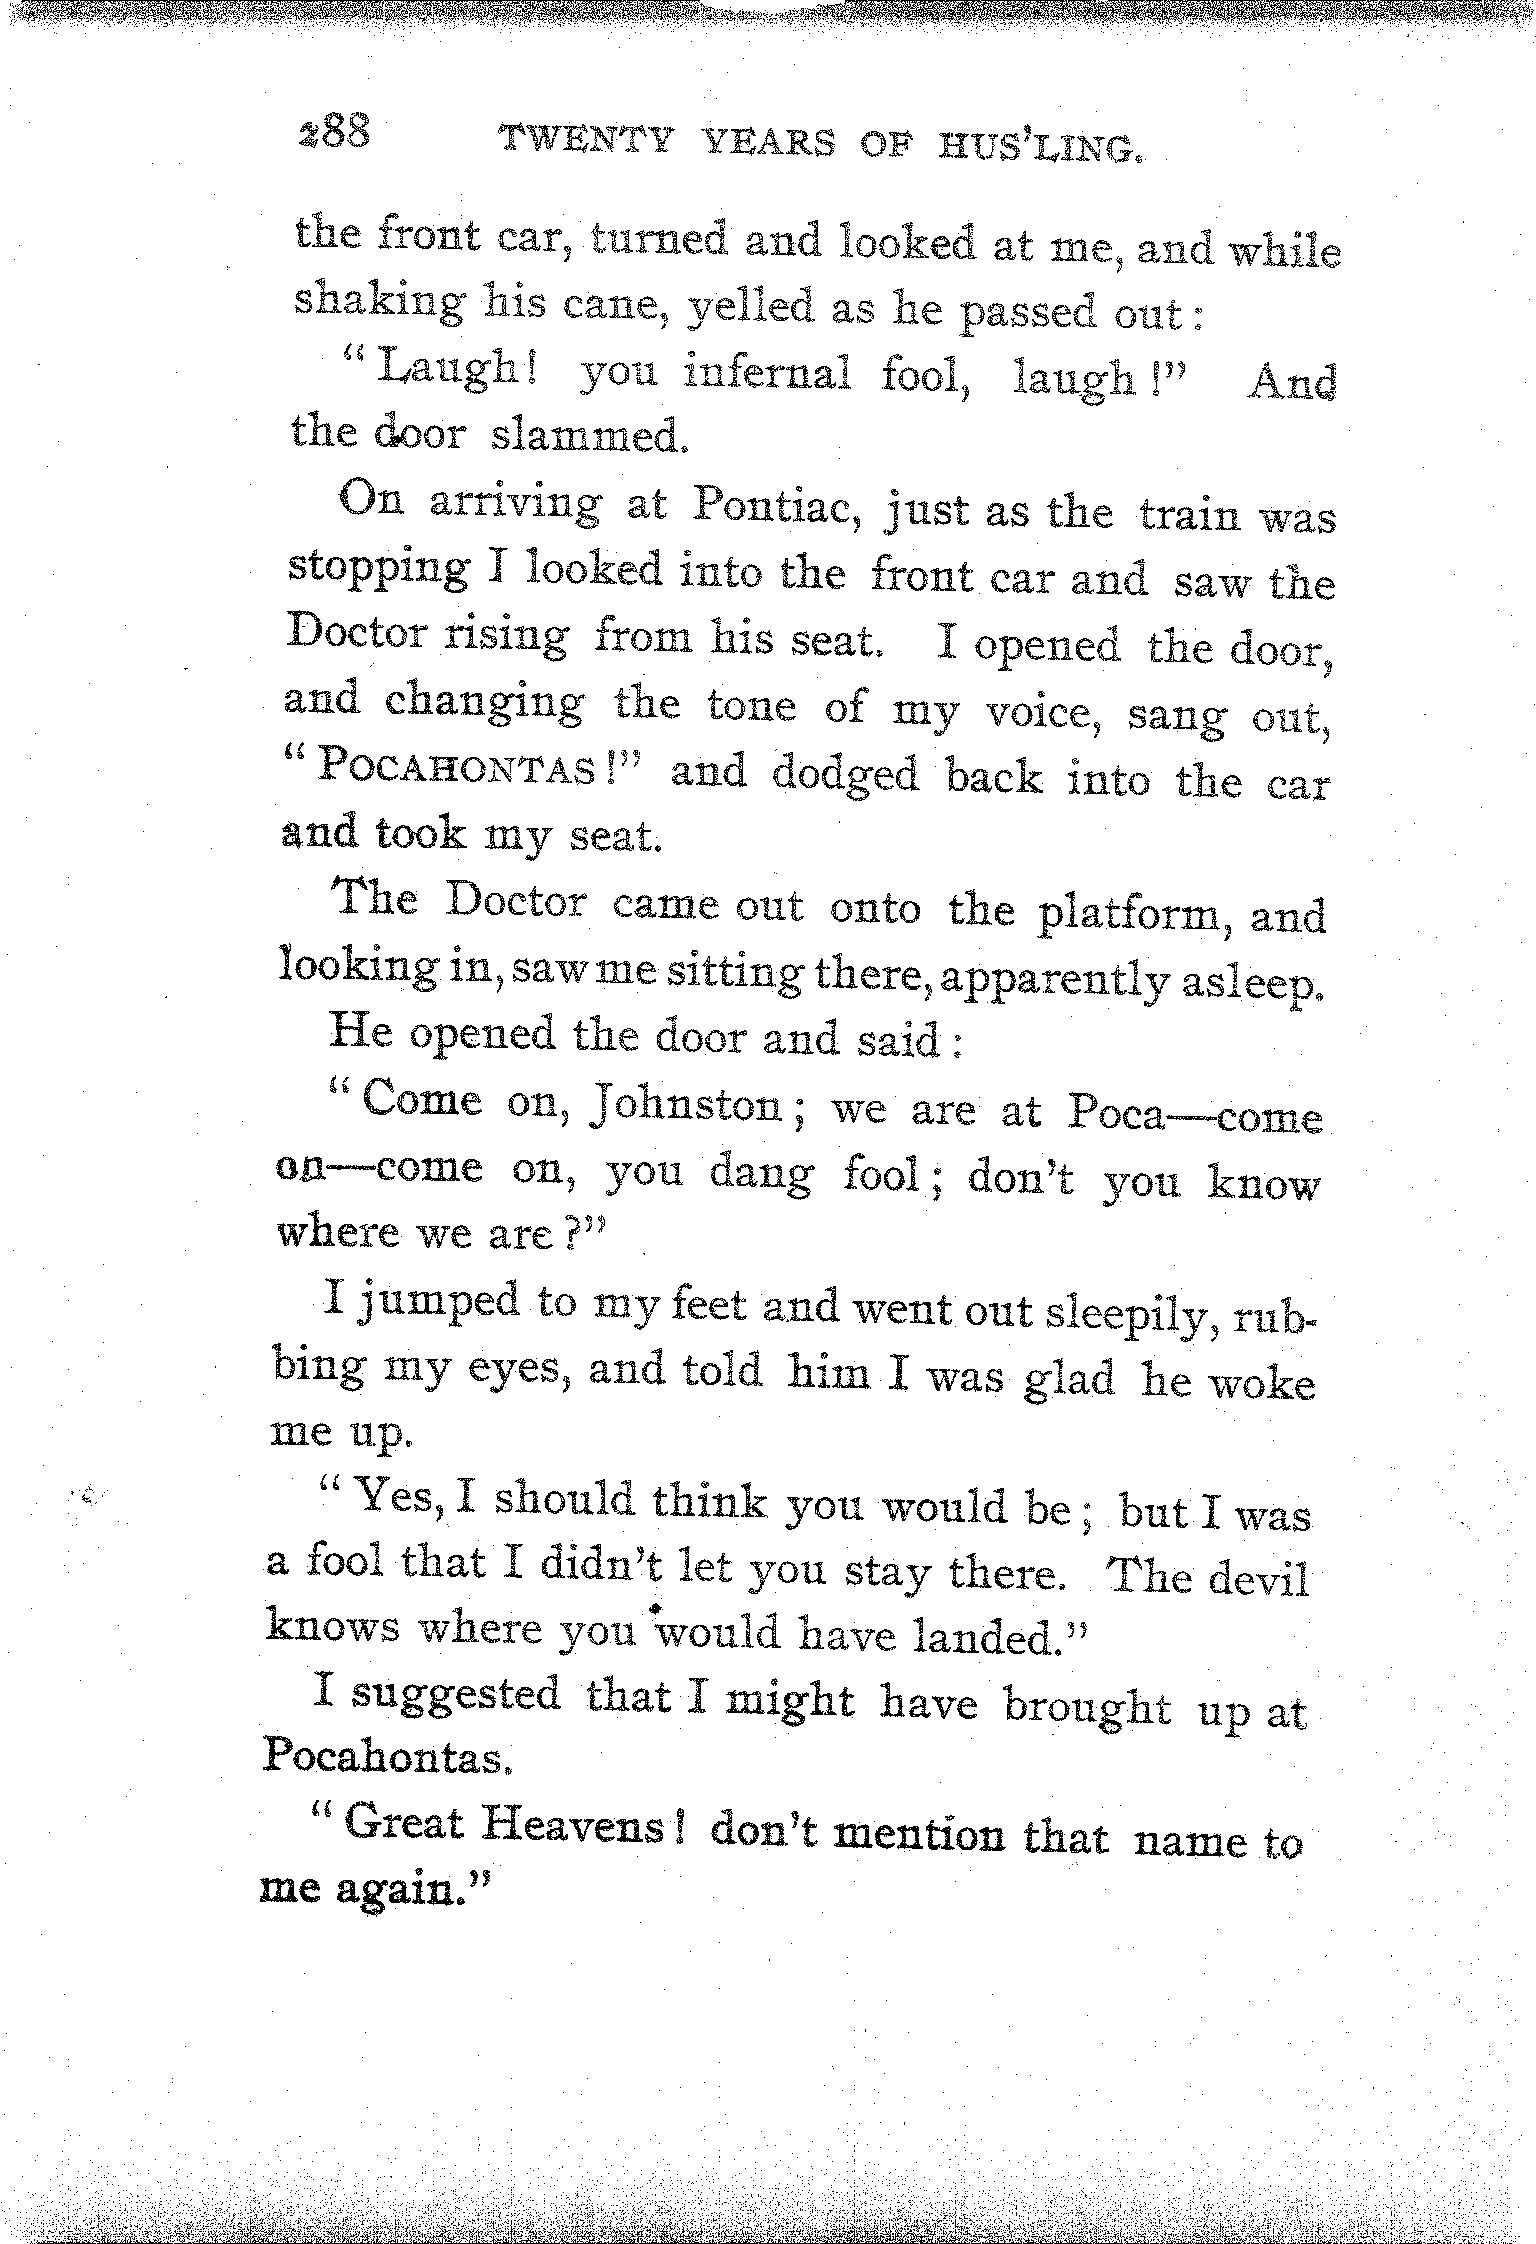 288 TWENTY YEARS OF HUS'LING.
the front car, turned and looked at me, and while
shaking his cane, yelled as he passed out:
"Laugh! you infernal fool, laugh!" And
the door slammed.
On arriving at Pontiac, just as the train was
stopping I looked into the front car and saw the
Doctor rising from his seat. I opened the door,
and changing the tone of my voice, sang out,
"POCAHONTAS!" and dodged back into the car
and took my seat.
The Doctor came out onto the platform, and
looking in, saw me sitting there, apparently asleep.
He opened the door and said:
"Come on, Johnston; we are at Poca—come
on—come on, you dang fool; don't you know
where we are?"
I jumped to my feet and went out sleepily, rub-
bing my eyes, and told him I was glad he woke
me up.
"Yes, I should think you would be; but I was
a fool that I didn't let you stay there. The devil
knows where you would have landed."
I suggested that I might have brought up at
Pocahontas.
"Great Heavens! don't mention that name to
me again."